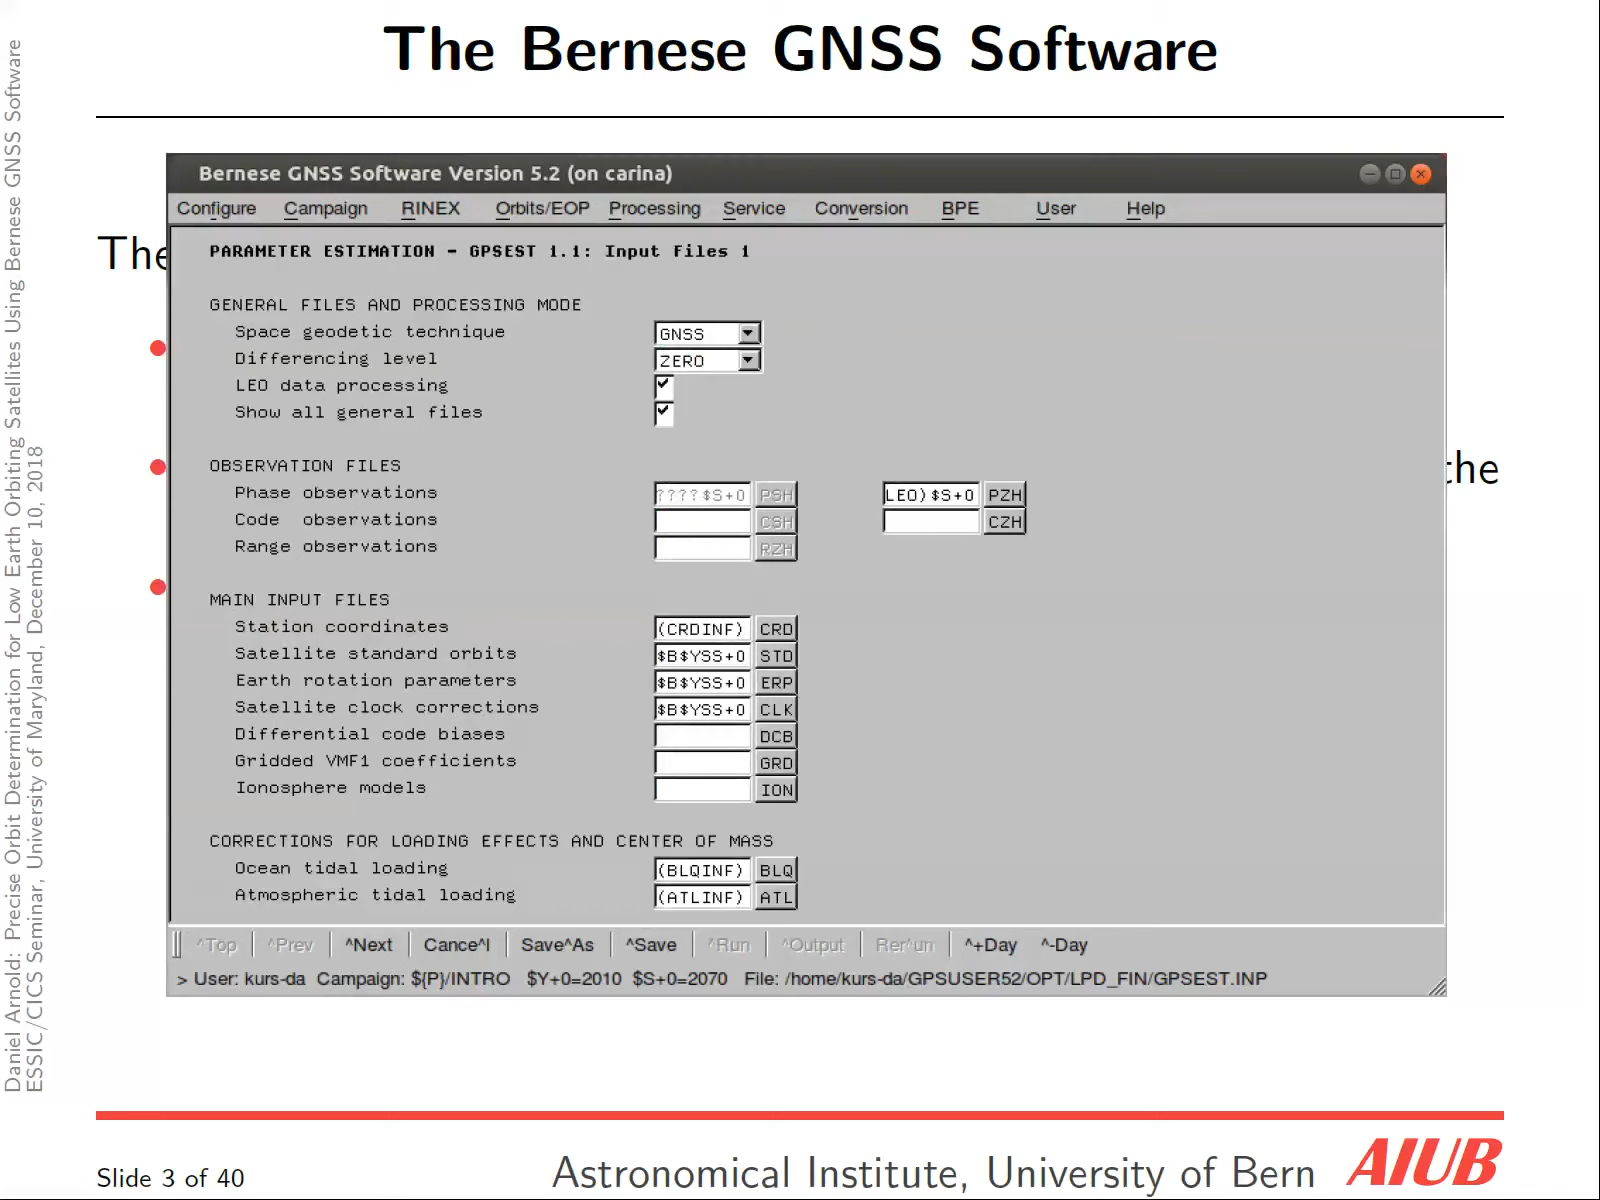 The Bernese GNSS Software
Daniel Arnold: Precise Orbit Determination for Low Earth Orbiting Satellites Using Bernese GNSS Software
ESSIC/CICS Seminar, University of Maryland, December 10, 2018
The
the
Bernese GNSS Software Version 5.2 (on carina)
Configure Campaign RINEX Orbits/EOP Processing Service Conversion BPE User Help
PARAMETER ESTIMATION - GPSEST 1.1: Input Files 1
GENERAL FILES AND PROCESSING MODE
Space geodetic technique GNSS
Differencing level ZERO
LEO data processing
Show all general files
OBSERVATION FILES
Phase observations ????$S+0 PSH LEO)$S+0 PZH
Code observations CSH CZH
Range observations RZH
MAIN INPUT FILES
Station coordinates (CRDINF) CRD
Satellite standard orbits $B$YSS+0 STD
Earth rotation parameters $B$YSS+0 ERP
Satellite clock corrections $B$YSS+0 CLK
Differential code biases DCB
Gridded VMF1 coefficients GRD
Ionosphere models ION
CORRECTIONS FOR LOADING EFFECTS AND CENTER OF MASS
Ocean tidal loading (BLQINF) BLQ
Atmospheric tidal loading (ATLINF) ATL
^Top ^Prev ^Next Cance^l Save^As ^Save ^Run ^Output Rer^un ^+Day ^-Day
> User: kurs-da Campaign: ${P}/INTRO $Y+0=2010 $S+0=2070 File: /home/kurs-da/GPSUSER52/OPT/LPD_FIN/GPSEST.INP
Slide 3 of 40
Astronomical Institute, University of Bern AIUB